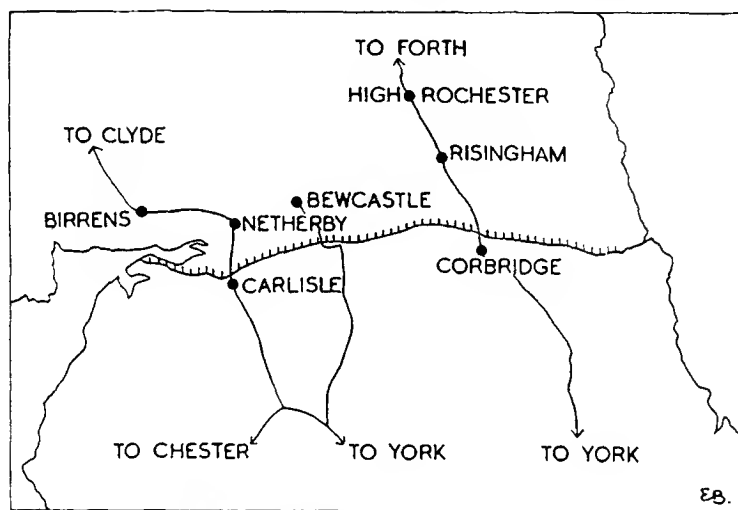 TO FORTH
HIGH ROCHESTER
TO CLYDE
RISINGHAM
BEWCASTLE
BIRRENS
NETHERBY
CORBRIDGE
CARLISLE
TO CHESTER
TO YORK
TO YORK
EB.